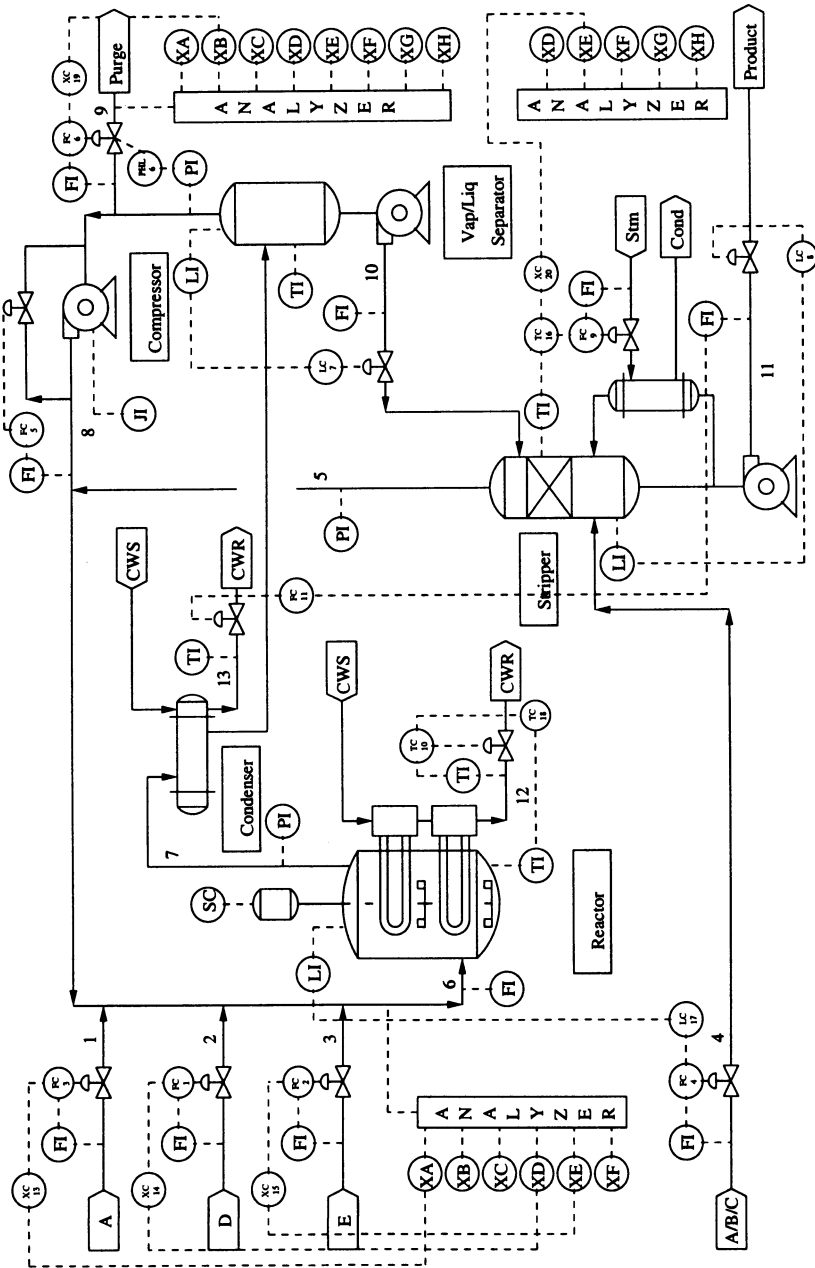 XC
13
FI
FC
3
A
1
XC
14
FI
FC
1
D
2
XC
15
FI
FC
2
E
3
XA
XB
XC
XD
XE
XF
A
N
A
L
Y
Z
E
R
A/B/C
FI
FC
4
4
LC
17
LI
6
FI
SC
7
PI
Reactor
TI
CWS
CWR
12
TI
TC
10
TC
18
Condenser
CWS
CWR
13
TI
FC
11
Stripper
PI
5
LI
TI
TC
16
XC
20
FC
9
FI
Stm
Cond
FI
11
LC
8
Product
FI
FC
5
8
JI
Compressor
LI
TI
PI
Vap/Liq
Separator
10
FI
LC
7
FI
FC
6
PHL
6
XC
19
9
Purge
A
N
A
L
Y
Z
E
R
XA
XB
XC
XD
XE
XF
XG
XH
A
N
A
L
Y
Z
E
R
XD
XE
XF
XG
XH